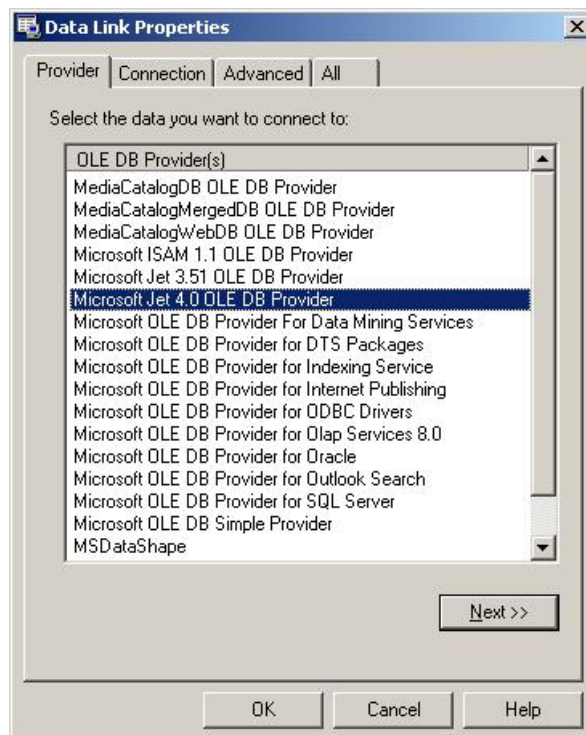 Data Link Properties
Provider Connection Advanced All
Select the data you want to connect to:
OLE DB Provider(s)
MediaCatalogDB OLE DB Provider
MediaCatalogMergedDB OLE DB Provider
MediaCatalogWebDB OLE DB Provider
Microsoft ISAM 1.1 OLE DB Provider
Microsoft Jet 3.51 OLE DB Provider
Microsoft Jet 4.0 OLE DB Provider
Microsoft OLE DB Provider For Data Mining Services
Microsoft OLE DB Provider for DTS Packages
Microsoft OLE DB Provider for Indexing Service
Microsoft OLE DB Provider for Internet Publishing
Microsoft OLE DB Provider for ODBC Drivers
Microsoft OLE DB Provider for Olap Services 8.0
Microsoft OLE DB Provider for Oracle
Microsoft OLE DB Provider for Outlook Search
Microsoft OLE DB Provider for SQL Server
Microsoft OLE DB Simple Provider
MSDataShape
Next >>
OK Cancel Help